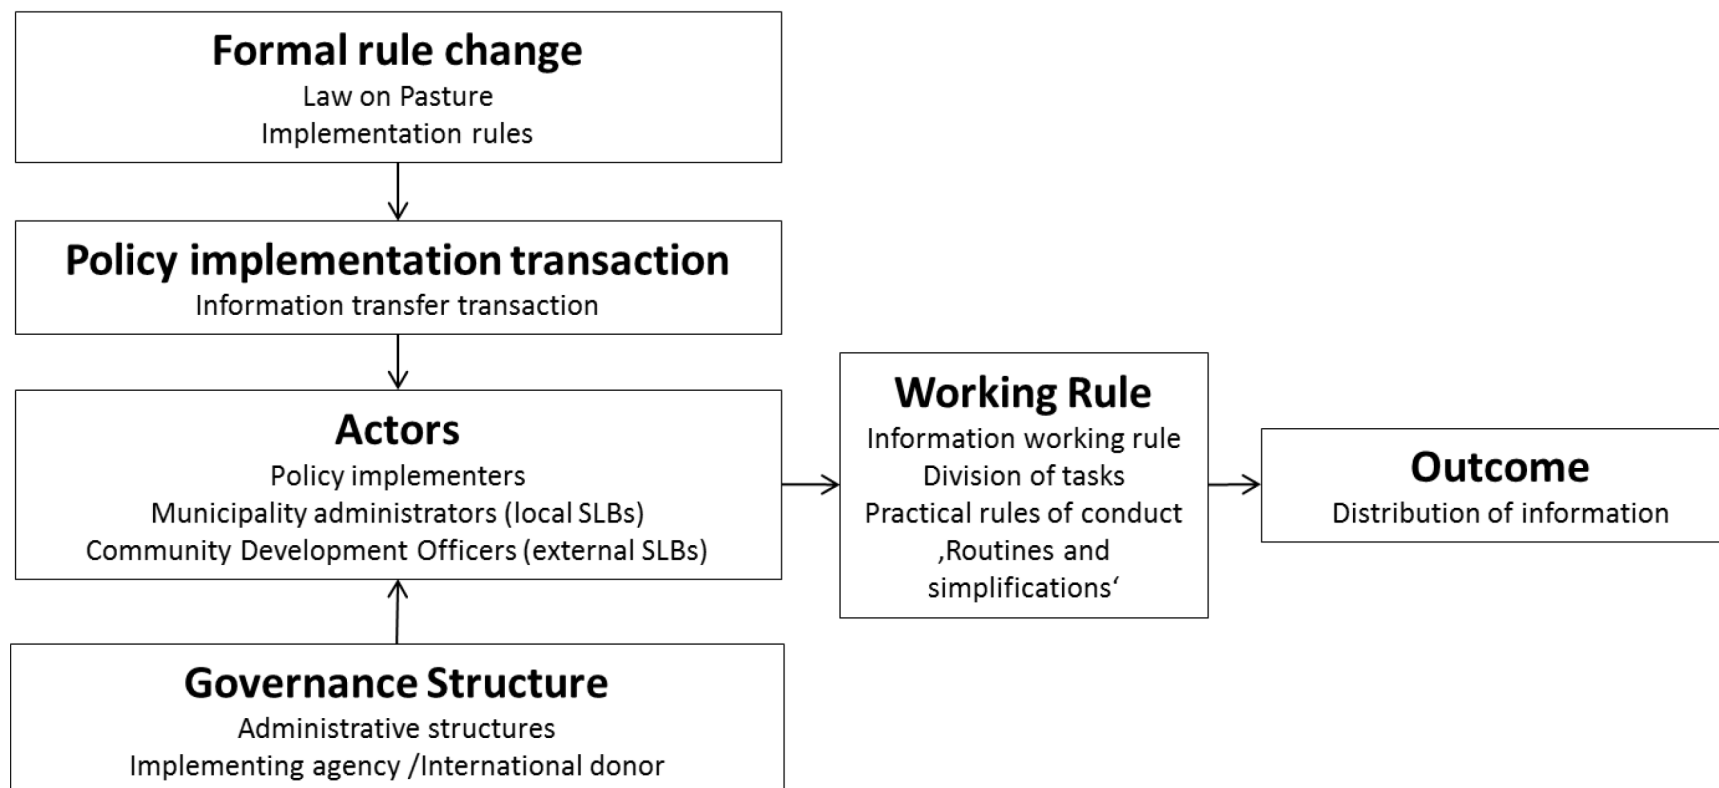 Formal rule change
Law on Pasture
Implementation rules
Policy implementation transaction
Information transfer transaction
Actors
Policy implementers
Municipality administrators (local SLBs)
Community Development Officers (external SLBs)
Governance Structure
Administrative structures
Implementing agency /International donor
Working Rule
Information working rule
Division of tasks
Practical rules of conduct
‚Routines and
simplifications‘
Outcome
Distribution of information